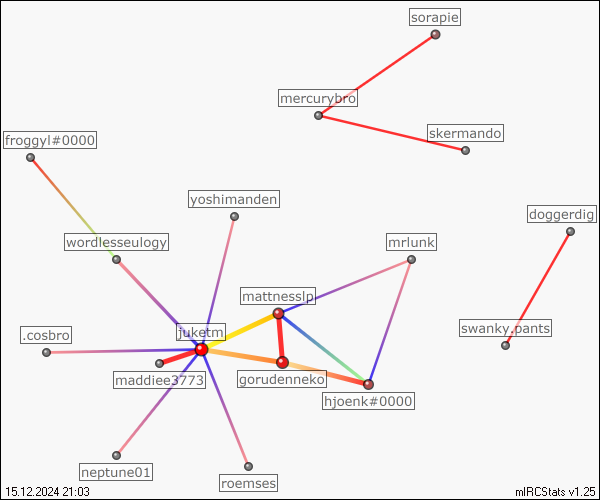 sorapie
mercurybro
skermando
froggyl#0000
yoshimanden
doggerdig
wordlesseulogy
mrlunk
mattnesslp
swanky.pants
juketm
.cosbro
maddiee3773
gorudenneko
hjoenk#0000
neptune01
roemses
15.12.2024 21:03
mIRCStats v1.25